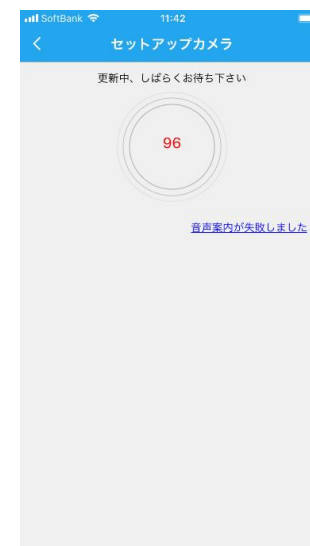 SoftBank 11:42
セットアップカメラ
更新中、しばらくお待ち下さい
96
音声案内が失敗しました